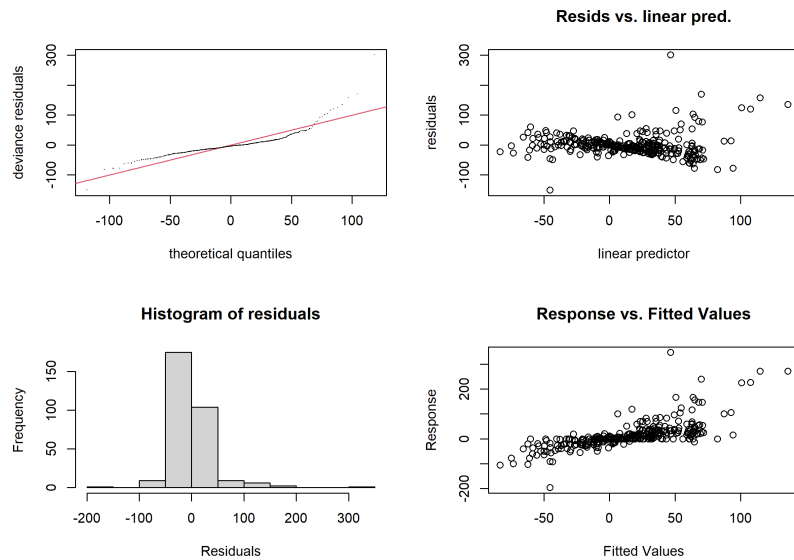 300
100
0
-100
deviance residuals
-100 -50 0 50 100
theoretical quantiles
Resids vs. linear pred.
300
100
0
-100
residuals
-50 0 50 100
linear predictor
Histogram of residuals
150
100
50
0
Frequency
-200 -100 0 100 200 300
Residuals
Response vs. Fitted Values
200
0
-200
Response
-50 0 50 100
Fitted Values